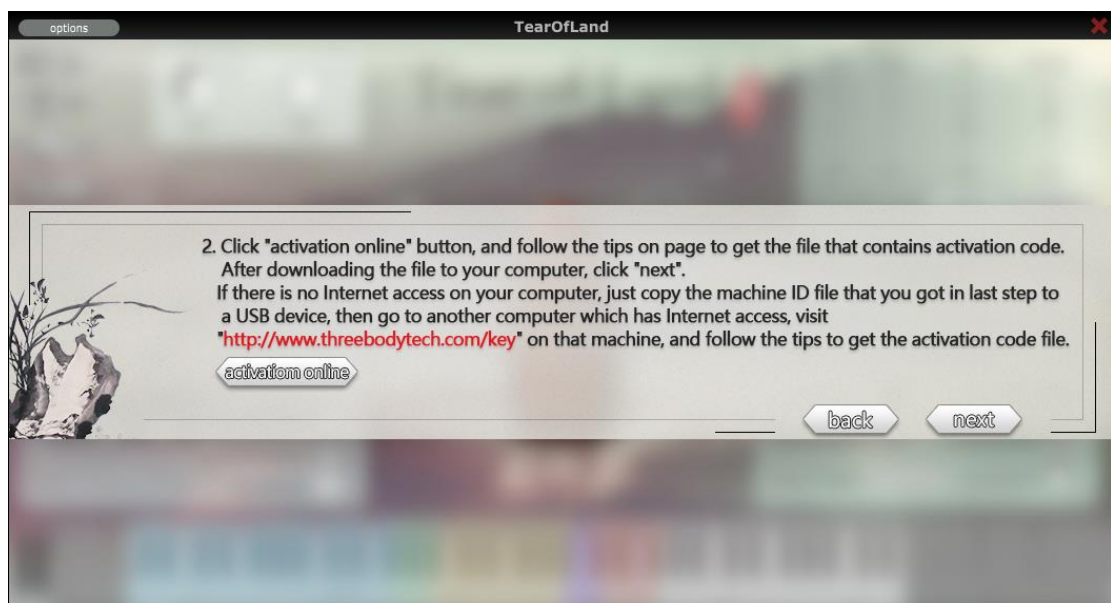 options
TearOfLand
Tear of Land
2. Click "activation online" button, and follow the tips on page to get the file that contains activation code.
After downloading the file to your computer, click "next".
If there is no Internet access on your computer, just copy the machine ID file that you got in last step to
a USB device, then go to another computer which has Internet access, visit
"http://www.threebodytech.com/key" on that machine, and follow the tips to get the activation code file.
activatiom online
back
next